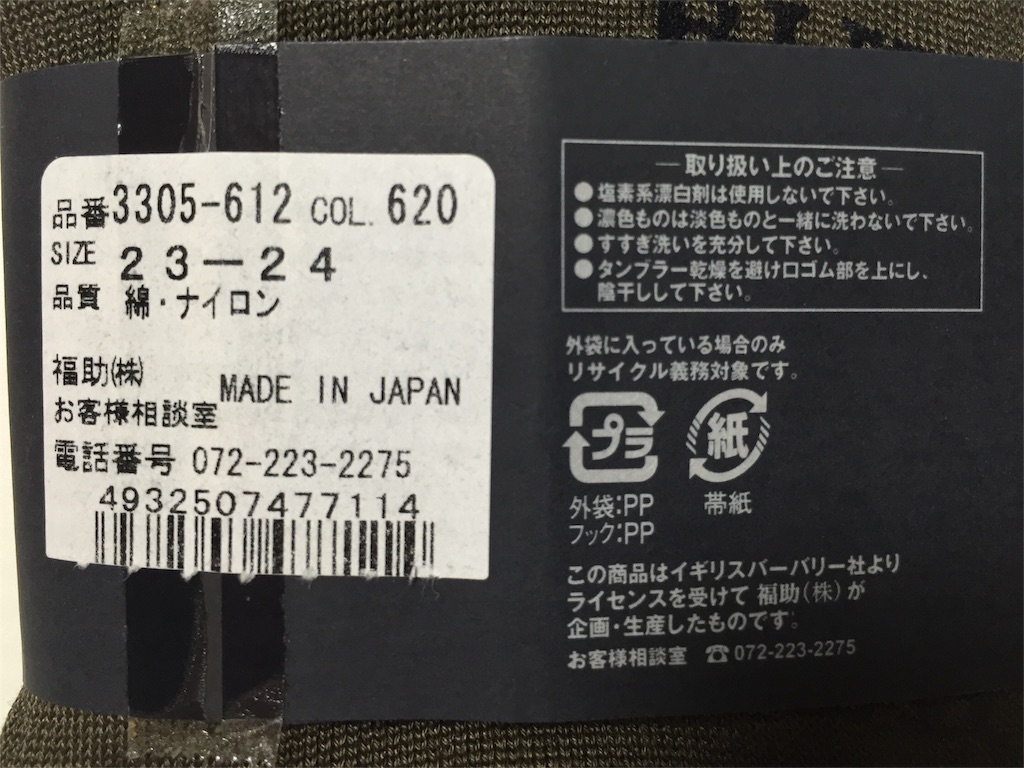 品番3305-612 COL. 620
SIZE 23-24
品質 綿・ナイロン
福助(株)
お客様相談室
MADE IN JAPAN
電話番号 072-223-2275
4932507477114
取り扱い上のご注意
●塩素系漂白剤は使用しないで下さい。
●濃色ものは淡色ものと一緒に洗わないで下さい。
●すすぎ洗いを充分して下さい。
●タンブラー乾燥を避け口ゴム部を上にし、
陰干しして下さい。
外袋に入っている場合のみ
リサイクル義務対象です。
プラ 紙
外袋:PP 帯紙
フック:PP
この商品はイギリスバーバリー社より
ライセンスを受けて 福助(株)が
企画・生産したものです。
お客様相談室 ☎072-223-2275